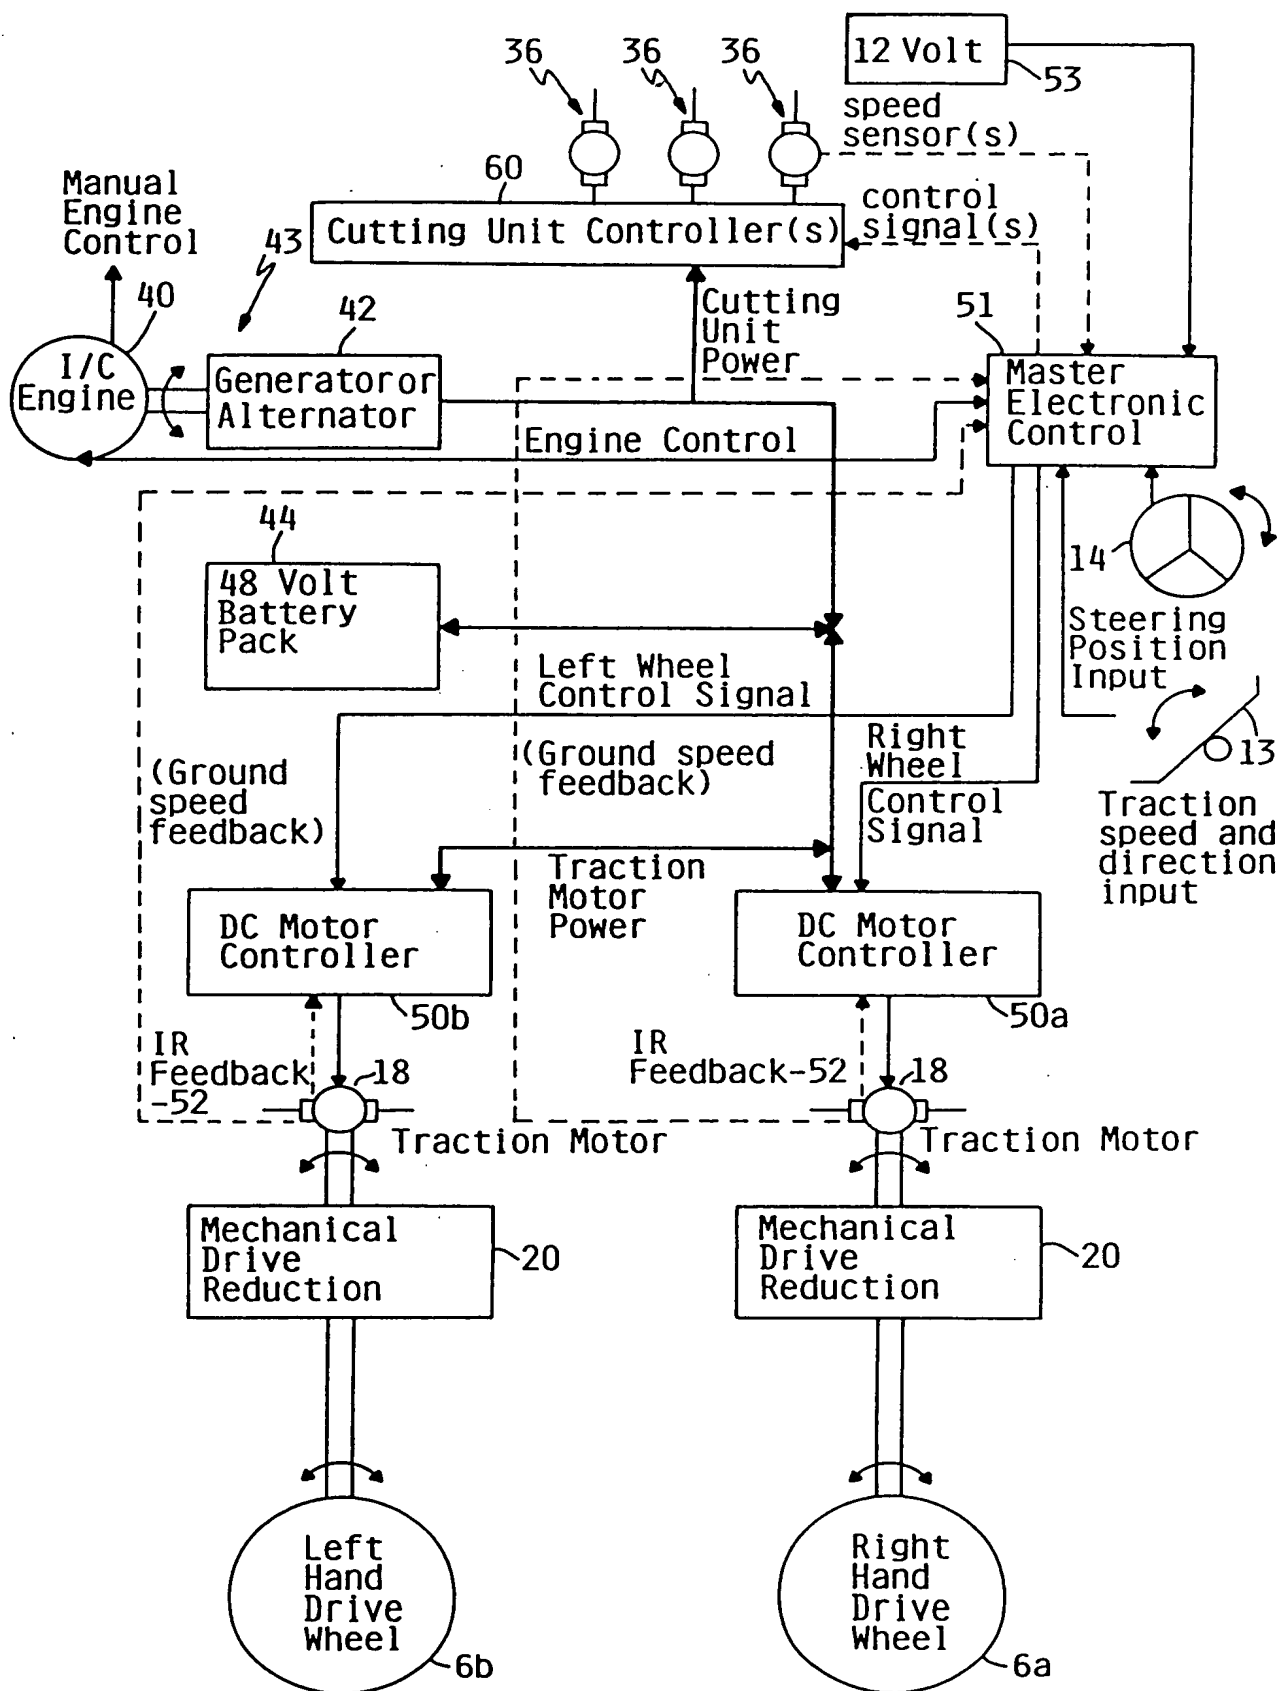 36
36
36
12 Volt
53
speed
sensor(s)
Manual
Engine
Control
60
control
signal(s)
Cutting Unit Controller(s)
43
40
42
Cutting
Unit
Power
51
I/C
Engine
Generator or
Alternator
Master
Electronic
Control
Engine Control
44
48 Volt
Battery
Pack
14
Steering
Position
Input
Left Wheel
Control Signal
(Ground
speed
feedback)
(Ground speed
feedback)
Right
Wheel
Control
Signal
13
Traction
speed and
direction
input
Traction
Motor
Power
DC Motor
Controller
DC Motor
Controller
50b
50a
IR
Feedback
-52
18
IR
Feedback-52
18
Traction Motor
Traction Motor
Mechanical
Drive
Reduction
20
Mechanical
Drive
Reduction
20
Left
Hand
Drive
Wheel
6b
Right
Hand
Drive
Wheel
6a